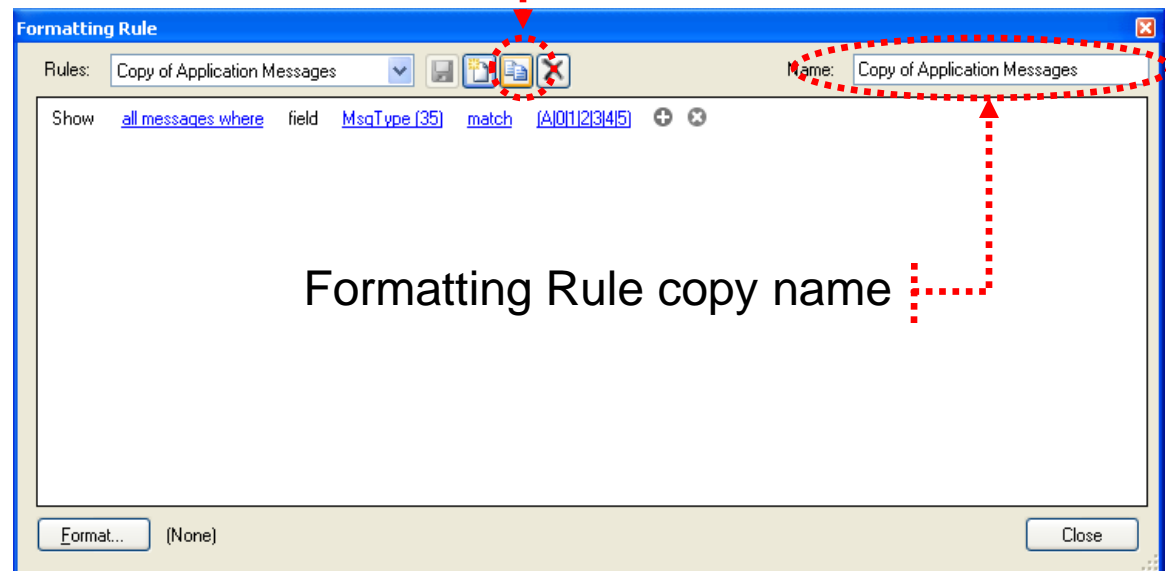 Formatting Rule
Rules: Copy of Application Messages Name: Copy of Application Messages
Show all messages where field MsgType (35) match (A|0|1|2|3|4|5)
Formatting Rule copy name
Format... (None) Close